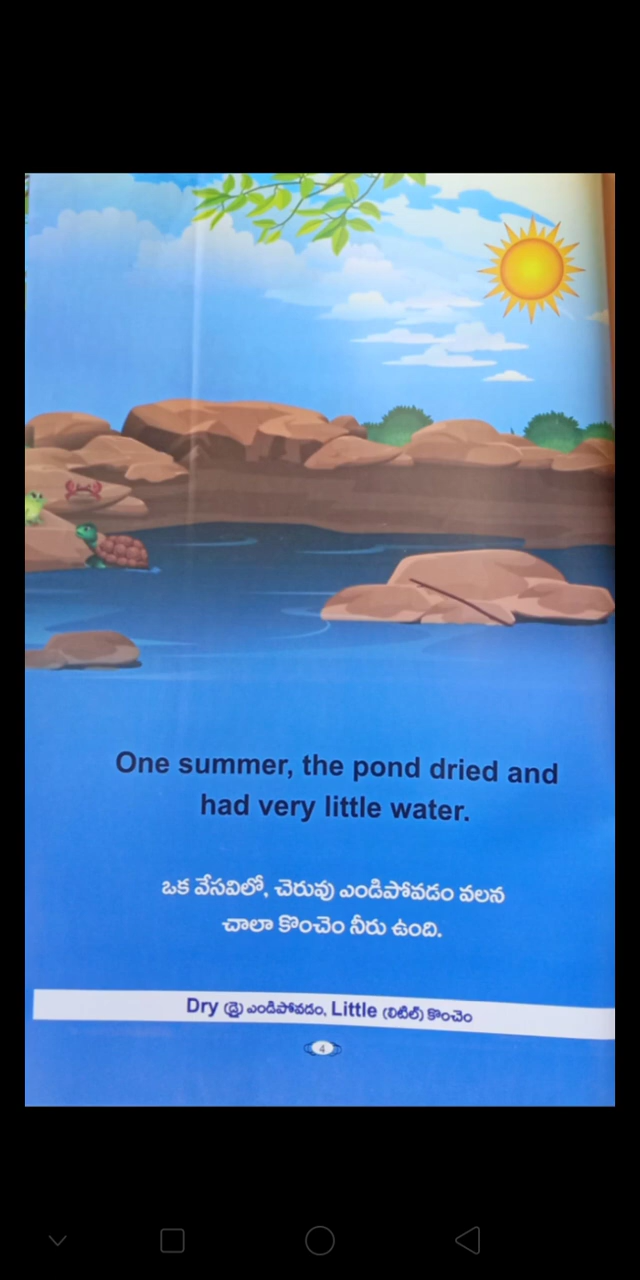 One summer, the pond dried and
had very little water.
ఒక వేసవిలో, చెరువు ఎండిపోవడం వలన
చాలా కొంచెం నీరు ఉంది.
Dry (డ్రై) ఎండిపోవడం, Little (లిటిల్) కొంచెం
4